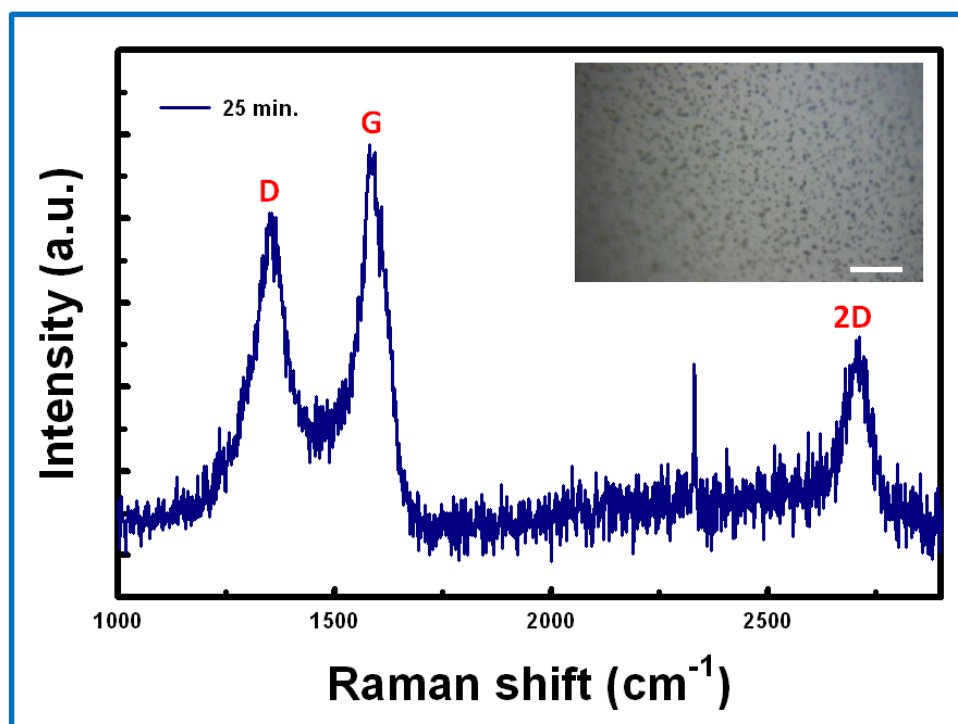 25 min.
G
D
2D
Intensity (a.u.)
1000 1500 2000 2500
Raman shift (cm⁻¹)